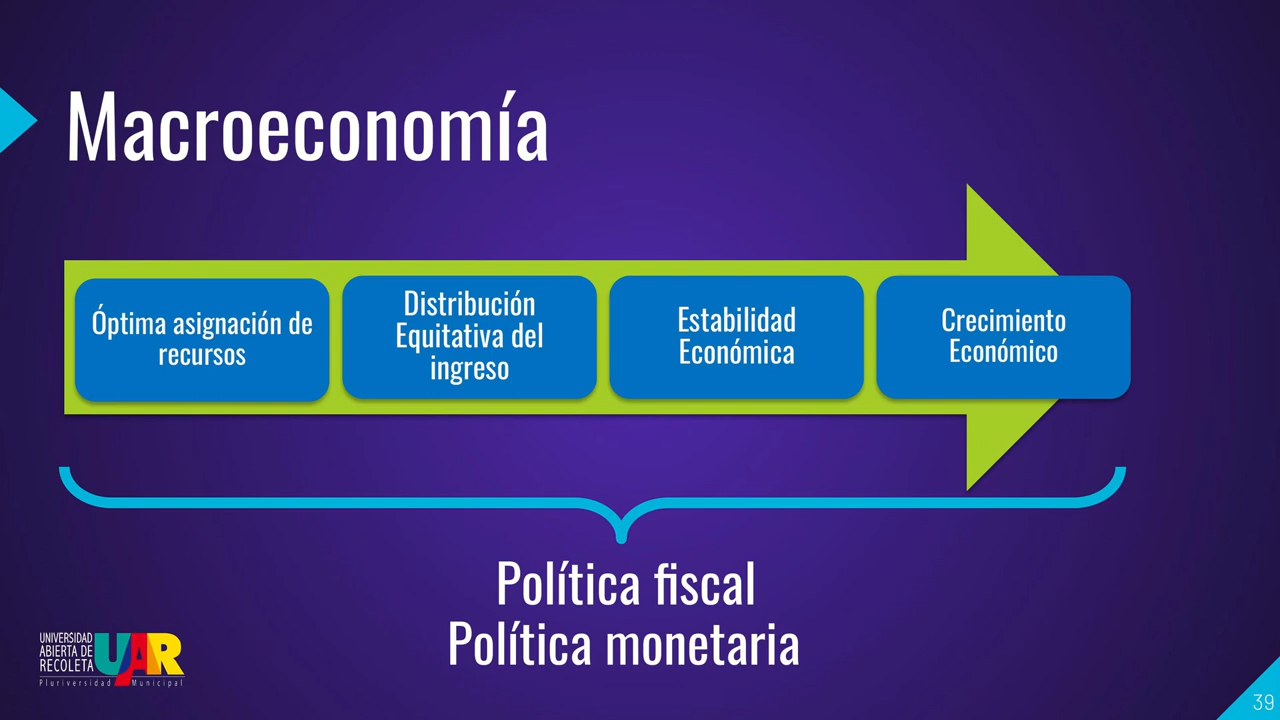 Macroeconomía
Óptima asignación de
recursos
Distribución
Equitativa del
ingreso
Estabilidad
Económica
Crecimiento
Económico
Política fiscal
Política monetaria
UNIVERSIDAD
ABIERTA DE
RECOLETA
UAR
Pluriversidad Municipal
39